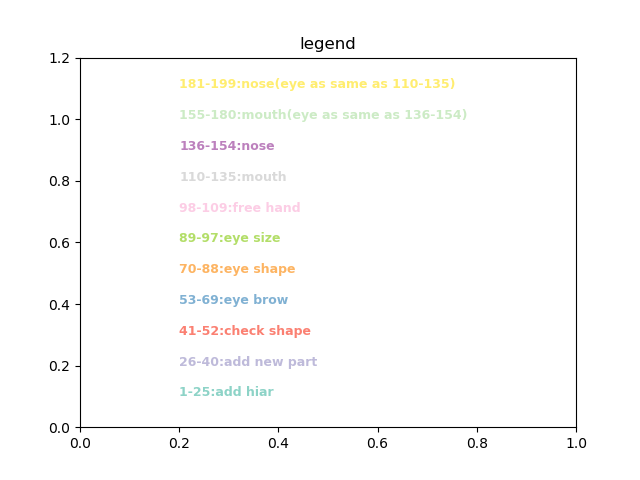 legend
1.2
1.0
0.8
0.6
0.4
0.2
0.0
181-199:nose(eye as same as 110-135)
155-180:mouth(eye as same as 136-154)
136-154:nose
110-135:mouth
98-109:free hand
89-97:eye size
70-88:eye shape
53-69:eye brow
41-52:check shape
26-40:add new part
1-25:add hiar
0.0 0.2 0.4 0.6 0.8 1.0